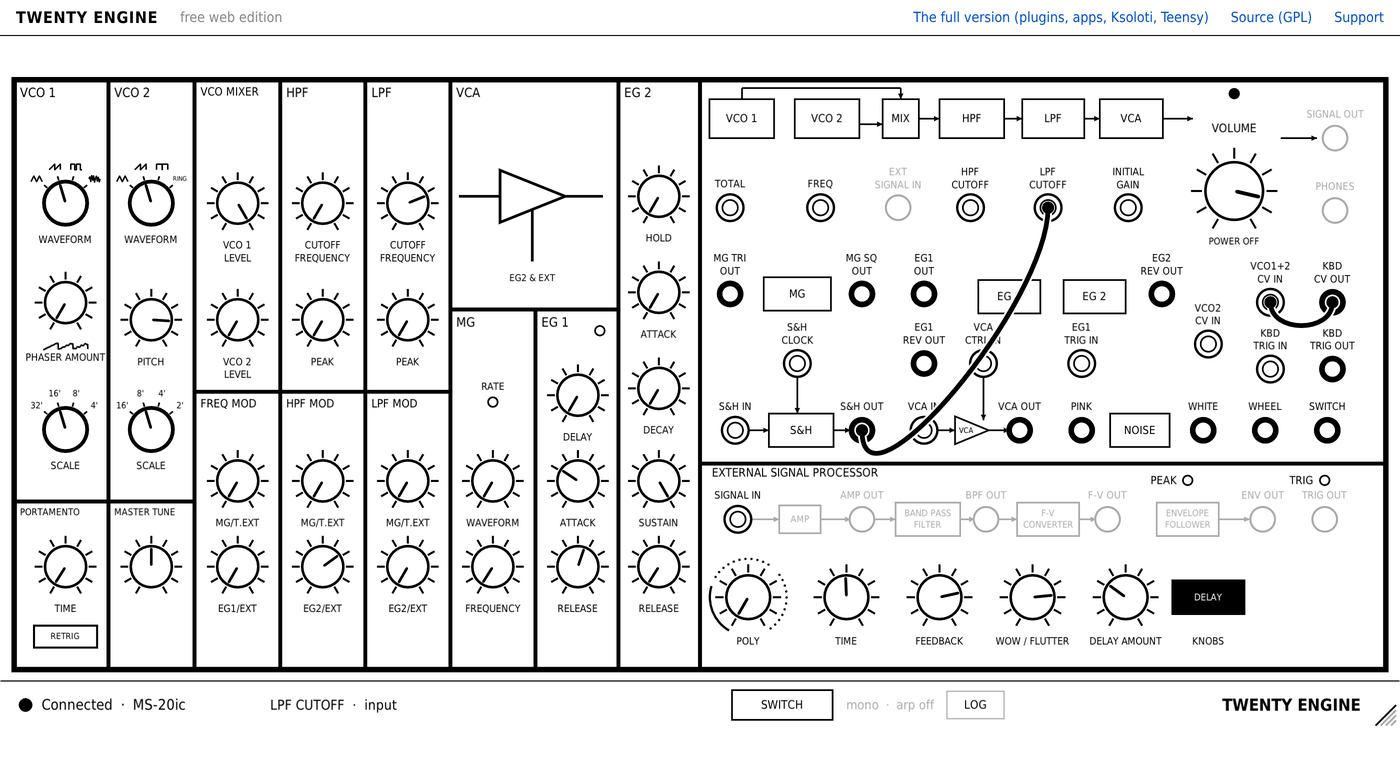 TWENTY ENGINE
free web edition
The full version (plugins, apps, Ksoloti, Teensy)
Source (GPL)
Support
VCO 1
VCO 2
VCO MIXER
HPF
LPF
VCA
EG 2
RING
WAVEFORM
WAVEFORM
VCO 1
LEVEL
CUTOFF
FREQUENCY
CUTOFF
FREQUENCY
EG2 & EXT
HOLD
PHASER AMOUNT
PITCH
VCO 2
LEVEL
PEAK
PEAK
MG
EG 1
ATTACK
32'
16'
8'
4'
SCALE
16'
8'
4'
2'
SCALE
FREQ MOD
HPF MOD
LPF MOD
RATE
DELAY
DECAY
PORTAMENTO
MASTER TUNE
MG/T.EXT
MG/T.EXT
MG/T.EXT
WAVEFORM
ATTACK
SUSTAIN
TIME
EG1/EXT
EG2/EXT
EG2/EXT
FREQUENCY
RELEASE
RELEASE
RETRIG
VCO 1
VCO 2
MIX
HPF
LPF
VCA
VOLUME
SIGNAL OUT
TOTAL
FREQ
EXT
SIGNAL IN
HPF
CUTOFF
LPF
CUTOFF
INITIAL
GAIN
PHONES
POWER OFF
MG TRI
OUT
MG
MG SQ
OUT
EG1
OUT
EG
EG 2
EG2
REV OUT
VCO1+2
CV IN
KBD
CV OUT
S&H
CLOCK
EG1
REV OUT
VCA
CTRL IN
EG1
TRIG IN
VCO2
CV IN
KBD
TRIG IN
KBD
TRIG OUT
S&H IN
S&H
S&H OUT
VCA IN
VCA
VCA OUT
PINK
NOISE
WHITE
WHEEL
SWITCH
EXTERNAL SIGNAL PROCESSOR
PEAK
TRIG
SIGNAL IN
AMP
AMP OUT
BAND PASS
FILTER
BPF OUT
F-V
CONVERTER
F-V OUT
ENVELOPE
FOLLOWER
ENV OUT
TRIG OUT
POLY
TIME
FEEDBACK
WOW / FLUTTER
DELAY AMOUNT
DELAY
KNOBS
Connected · MS-20ic
LPF CUTOFF · input
SWITCH
mono · arp off
LOG
TWENTY ENGINE